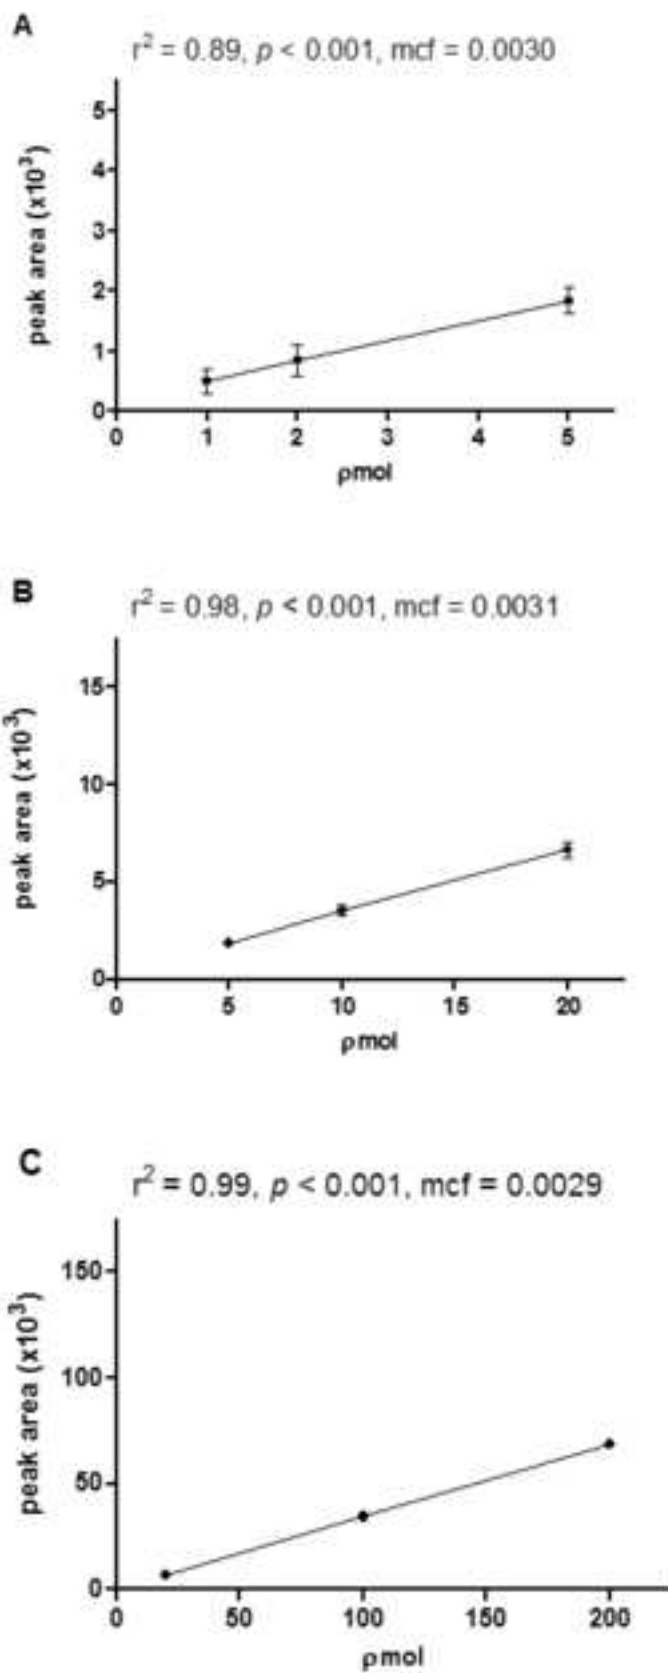 A
r² = 0.89, p < 0.001, mcf = 0.0030
peak area (x10³)
5
4
3
2
1
0
0 1 2 3 4 5
ρmol
B
r² = 0.98, p < 0.001, mcf = 0.0031
peak area (x10³)
15
10
5
0
0 5 10 15 20
ρmol
C
r² = 0.99, p < 0.001, mcf = 0.0029
peak area (x10³)
150
100
50
0
0 50 100 150 200
ρmol